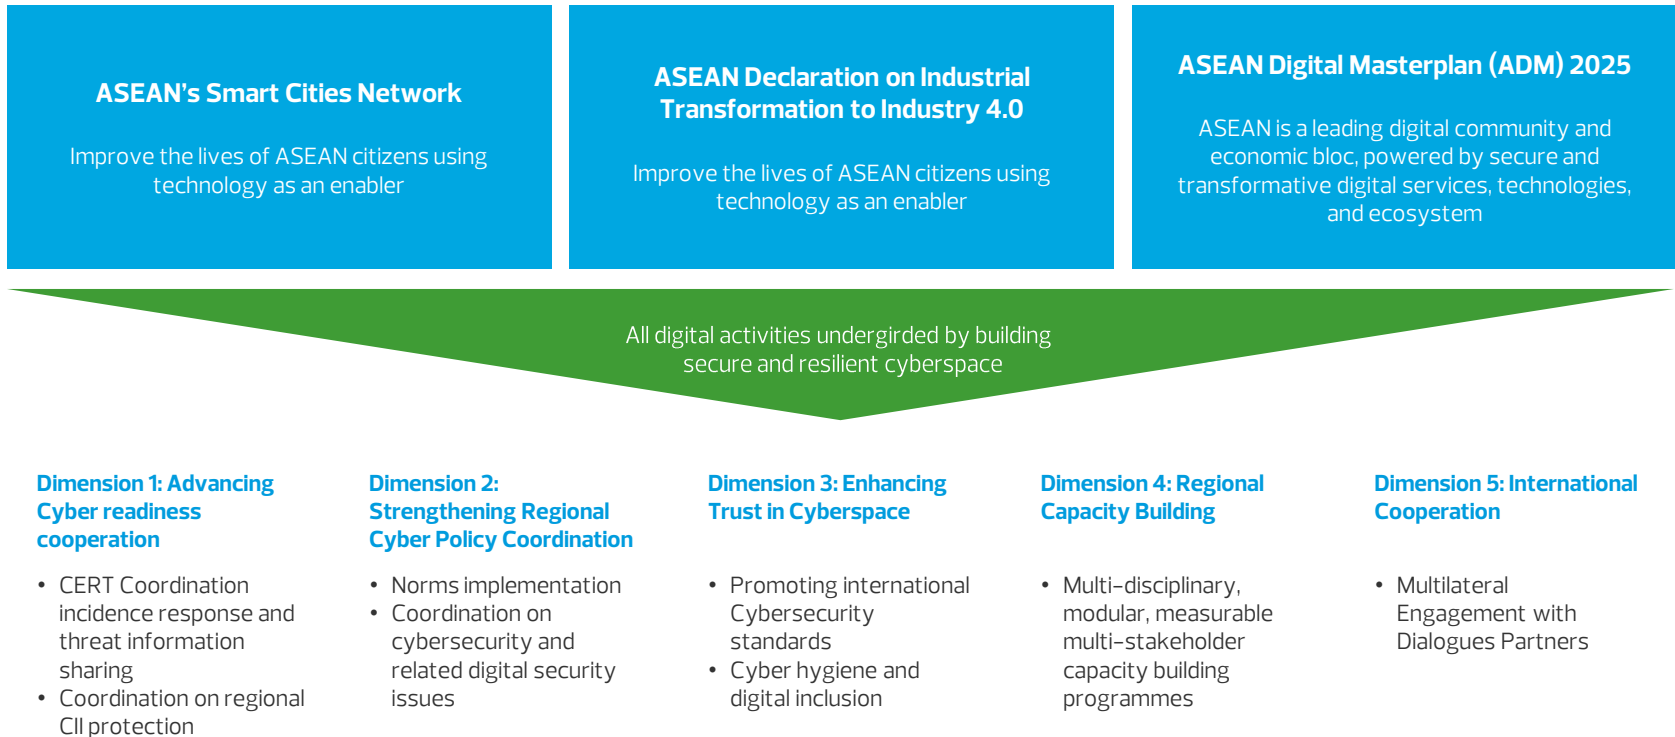 ASEAN's Smart Cities Network
Improve the lives of ASEAN citizens using
technology as an enabler
ASEAN Declaration on Industrial
Transformation to Industry 4.0
Improve the lives of ASEAN citizens using
technology as an enabler
ASEAN Digital Masterplan (ADM) 2025
ASEAN is a leading digital community and
economic bloc, powered by secure and
transformative digital services, technologies,
and ecosystem
All digital activities undergirded by building
secure and resilient cyberspace
Dimension 1: Advancing
Cyber readiness
cooperation
• CERT Coordination
incidence response and
threat information
sharing
• Coordination on regional
CII protection
Dimension 2:
Strengthening Regional
Cyber Policy Coordination
• Norms implementation
• Coordination on
cybersecurity and
related digital security
issues
Dimension 3: Enhancing
Trust in Cyberspace
• Promoting international
Cybersecurity
standards
• Cyber hygiene and
digital inclusion
Dimension 4: Regional
Capacity Building
• Multi-disciplinary,
modular, measurable
multi-stakeholder
capacity building
programmes
Dimension 5: International
Cooperation
• Multilateral
Engagement with
Dialogues Partners